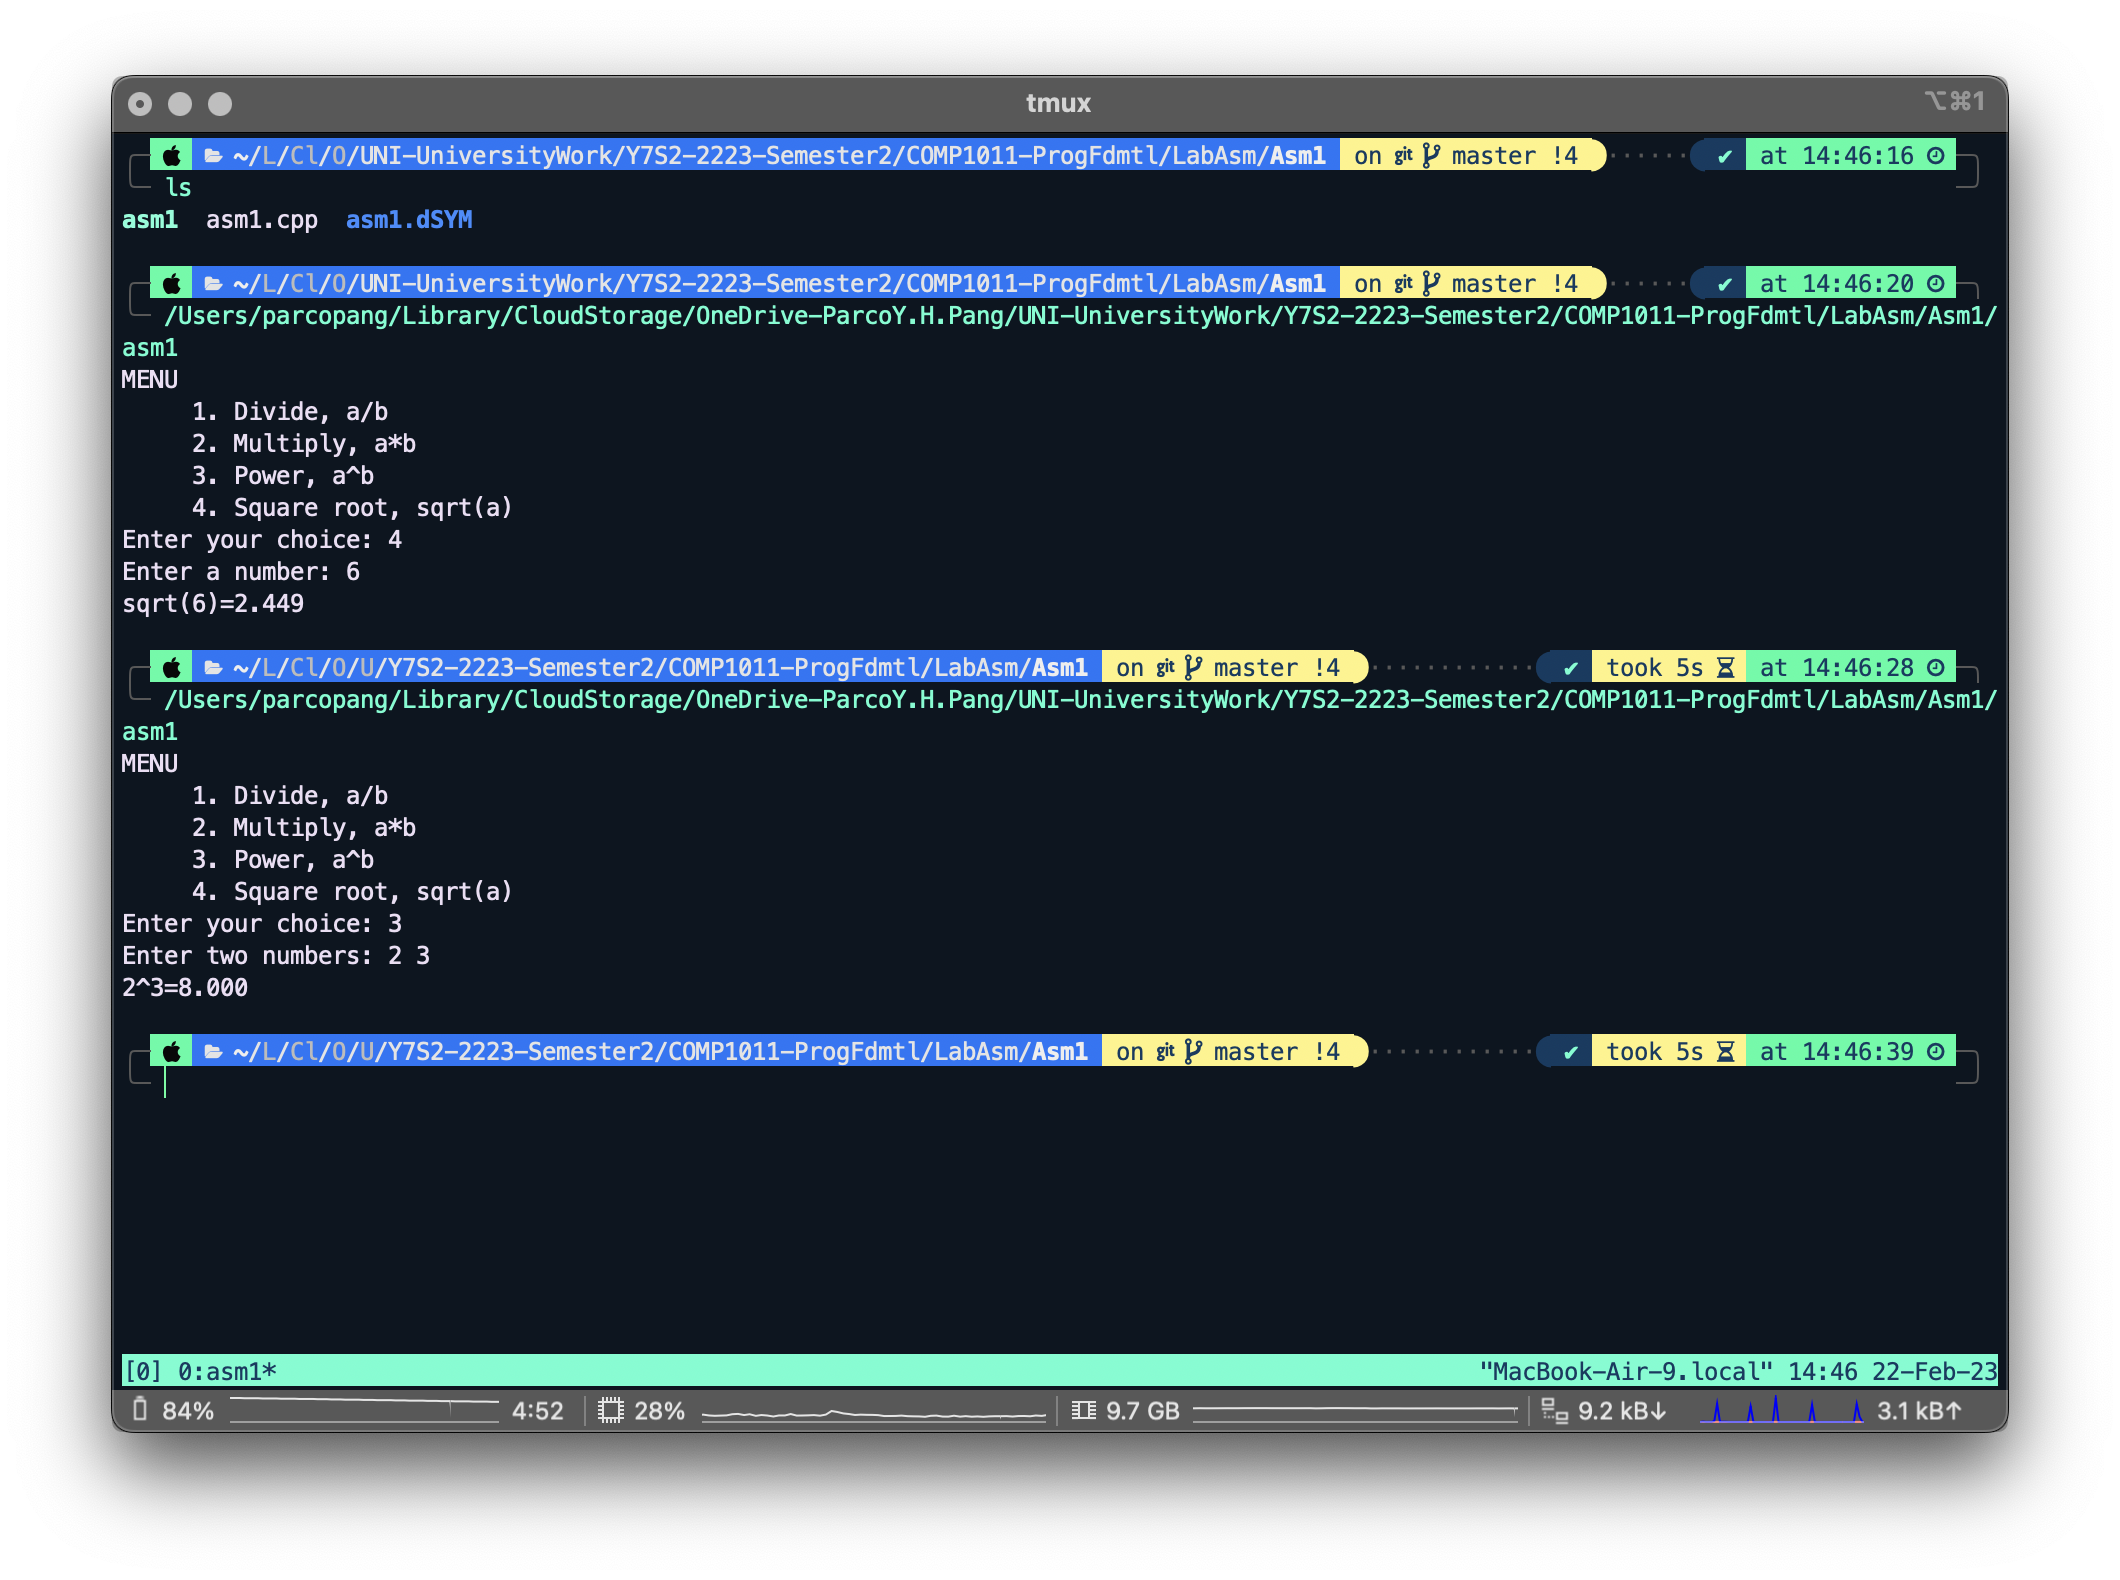 tmux ⌥⌘1
~/L/Cl/O/UNI-UniversityWork/Y7S2-2223-Semester2/COMP1011-ProgFdmtl/LabAsm/Asm1 on git master !4 ✔ at 14:46:16
ls
asm1 asm1.cpp asm1.dSYM
~/L/Cl/O/UNI-UniversityWork/Y7S2-2223-Semester2/COMP1011-ProgFdmtl/LabAsm/Asm1 on git master !4 ✔ at 14:46:20
/Users/parcopang/Library/CloudStorage/OneDrive-ParcoY.H.Pang/UNI-UniversityWork/Y7S2-2223-Semester2/COMP1011-ProgFdmtl/LabAsm/Asm1/
asm1
MENU
1. Divide, a/b
2. Multiply, a*b
3. Power, a^b
4. Square root, sqrt(a)
Enter your choice: 4
Enter a number: 6
sqrt(6)=2.449
~/L/Cl/O/U/Y7S2-2223-Semester2/COMP1011-ProgFdmtl/LabAsm/Asm1 on git master !4 ✔ took 5s at 14:46:28
/Users/parcopang/Library/CloudStorage/OneDrive-ParcoY.H.Pang/UNI-UniversityWork/Y7S2-2223-Semester2/COMP1011-ProgFdmtl/LabAsm/Asm1/
asm1
MENU
1. Divide, a/b
2. Multiply, a*b
3. Power, a^b
4. Square root, sqrt(a)
Enter your choice: 3
Enter two numbers: 2 3
2^3=8.000
~/L/Cl/O/U/Y7S2-2223-Semester2/COMP1011-ProgFdmtl/LabAsm/Asm1 on git master !4 ✔ took 5s at 14:46:39
[0] 0:asm1* "MacBook-Air-9.local" 14:46 22-Feb-23
84% 4:52 28% 9.7 GB 9.2 kB↓ 3.1 kB↑